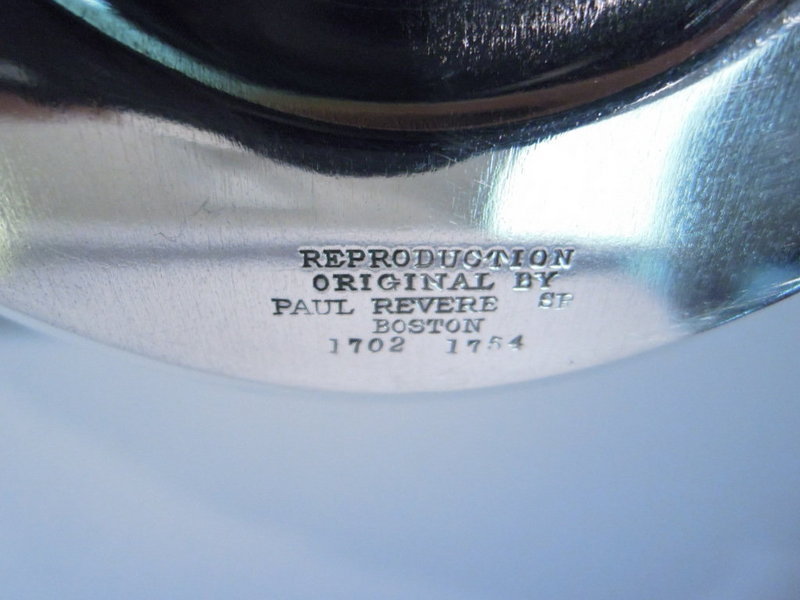 REPRODUCTION
ORIGINAL BY
PAUL REVERE SP
BOSTON
1702 1754